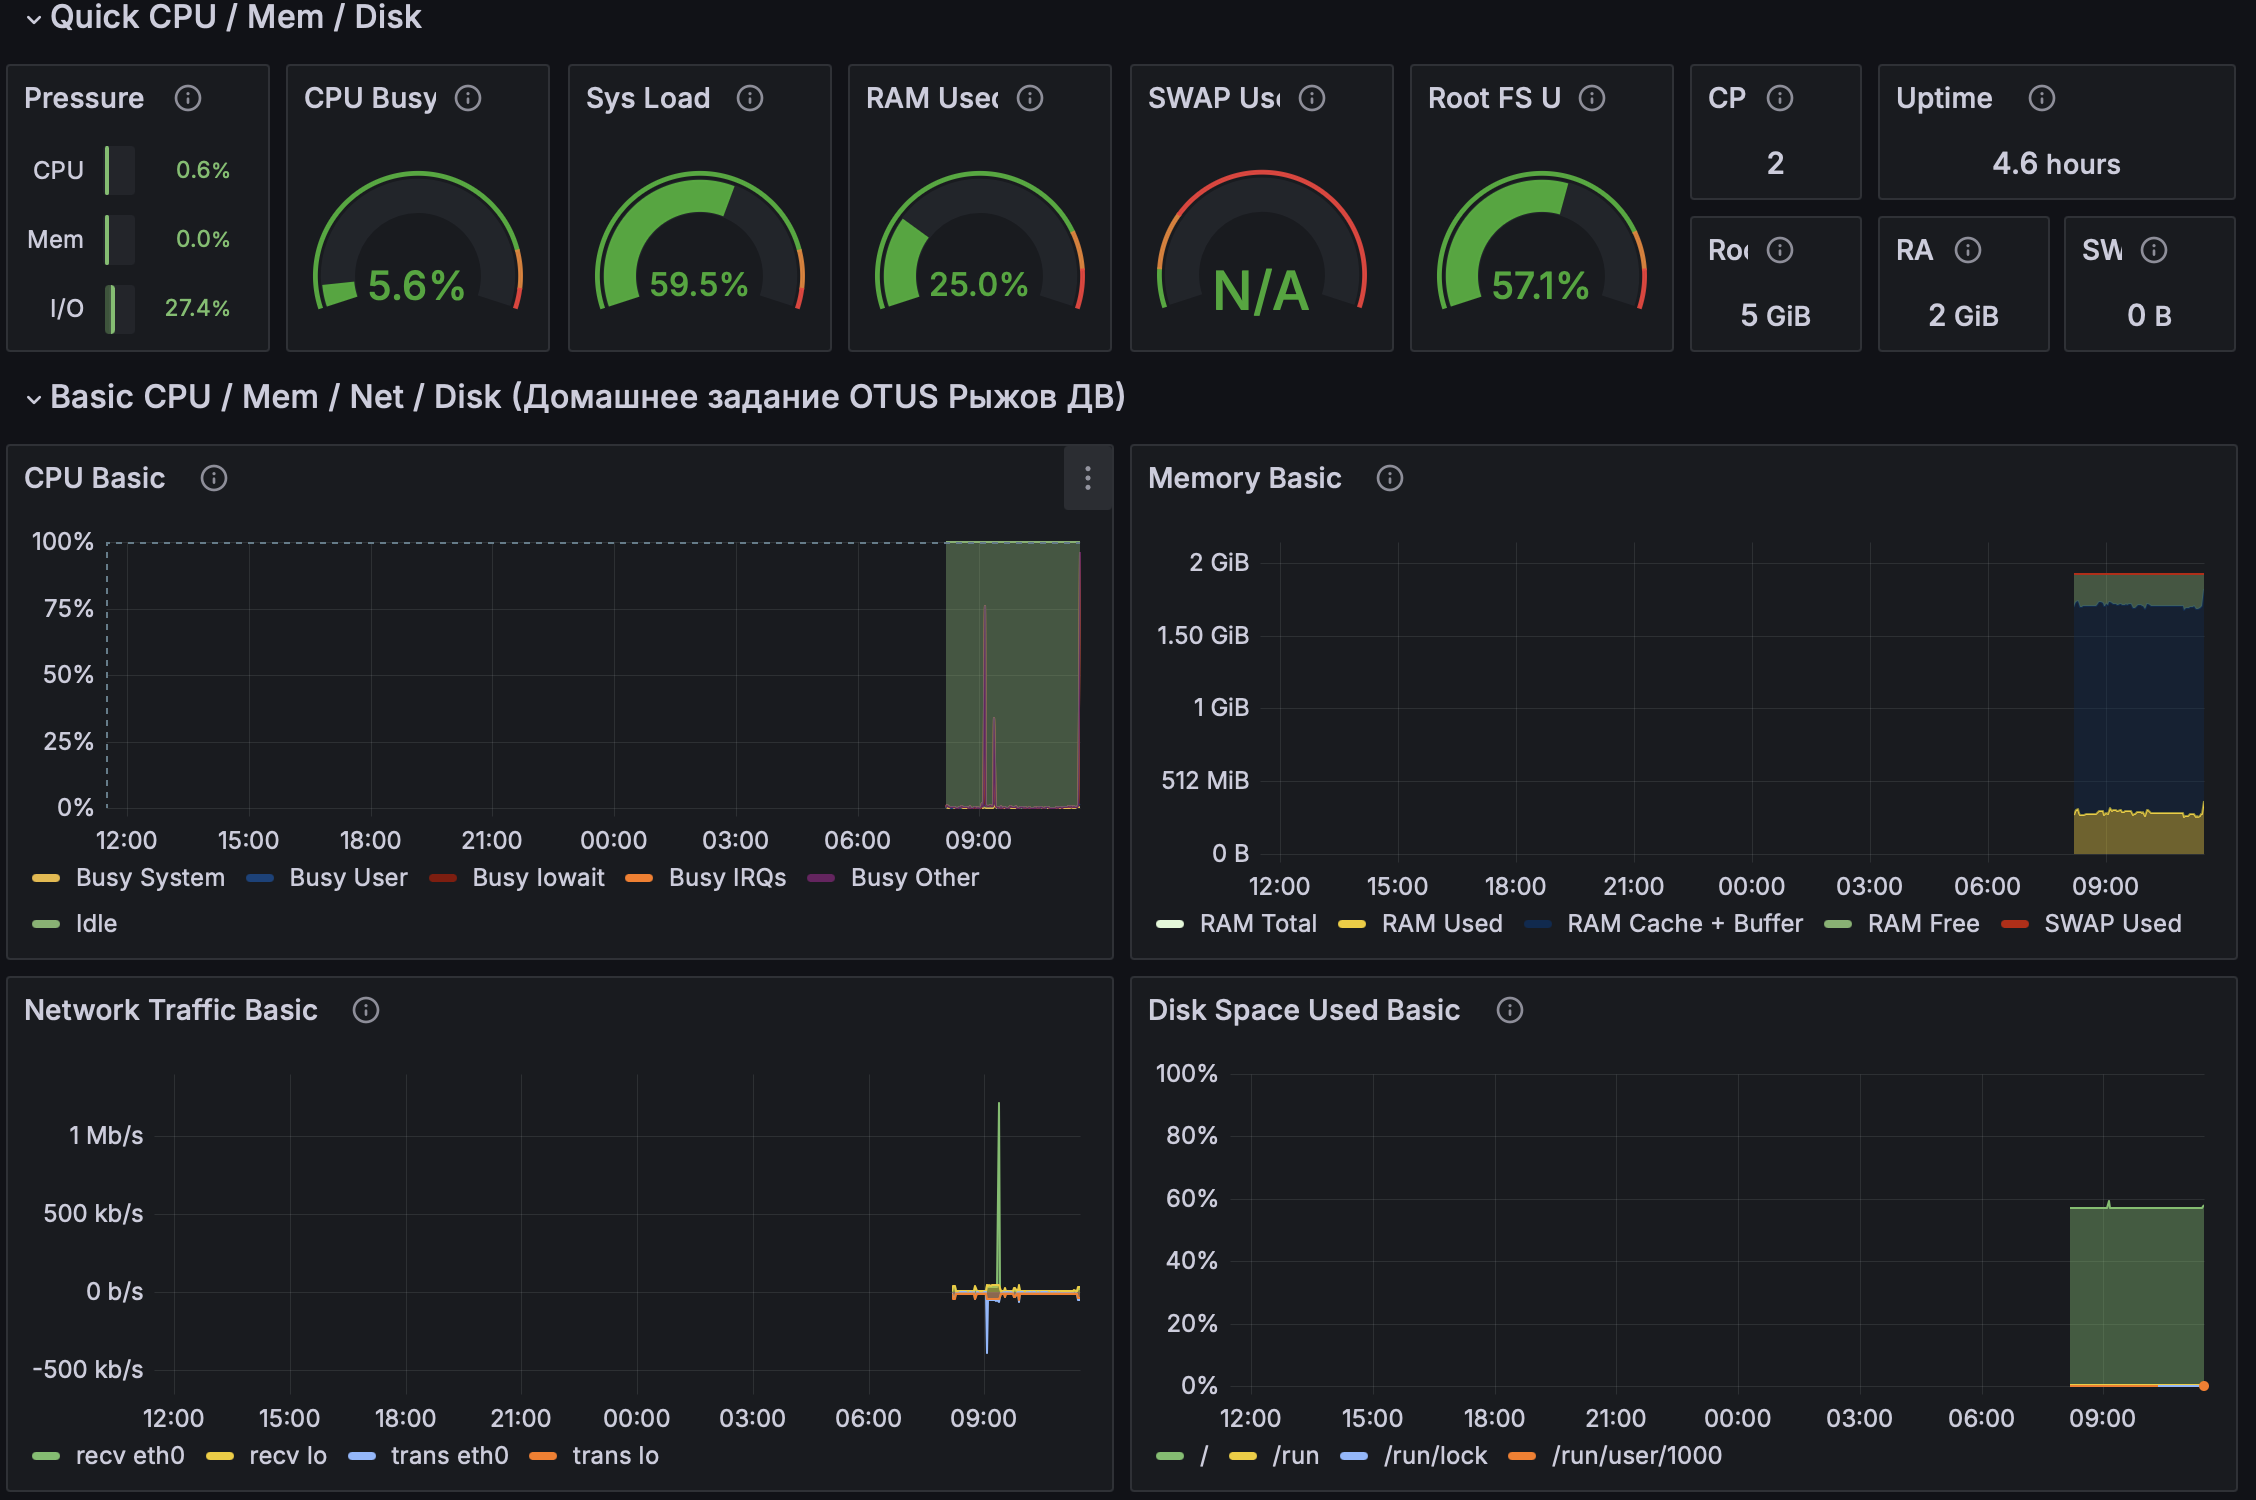 Quick CPU / Mem / Disk
Pressure
CPU 0.6%
Mem 0.0%
I/O 27.4%
CPU Busy
5.6%
Sys Load
59.5%
RAM Used
25.0%
SWAP Us
N/A
Root FS U
57.1%
CP
2
Uptime
4.6 hours
Roo
5 GiB
RA
2 GiB
SW
0 B
Basic CPU / Mem / Net / Disk (Домашнее задание OTUS Рыжов ДВ)
CPU Basic
100%
75%
50%
25%
0%
12:00 15:00 18:00 21:00 00:00 03:00 06:00 09:00
Busy System Busy User Busy Iowait Busy IRQs Busy Other
Idle
Memory Basic
2 GiB
1.50 GiB
1 GiB
512 MiB
0 B
12:00 15:00 18:00 21:00 00:00 03:00 06:00 09:00
RAM Total RAM Used RAM Cache + Buffer RAM Free SWAP Used
Network Traffic Basic
1 Mb/s
500 kb/s
0 b/s
-500 kb/s
12:00 15:00 18:00 21:00 00:00 03:00 06:00 09:00
recv eth0 recv lo trans eth0 trans lo
Disk Space Used Basic
100%
80%
60%
40%
20%
0%
12:00 15:00 18:00 21:00 00:00 03:00 06:00 09:00
/ /run /run/lock /run/user/1000